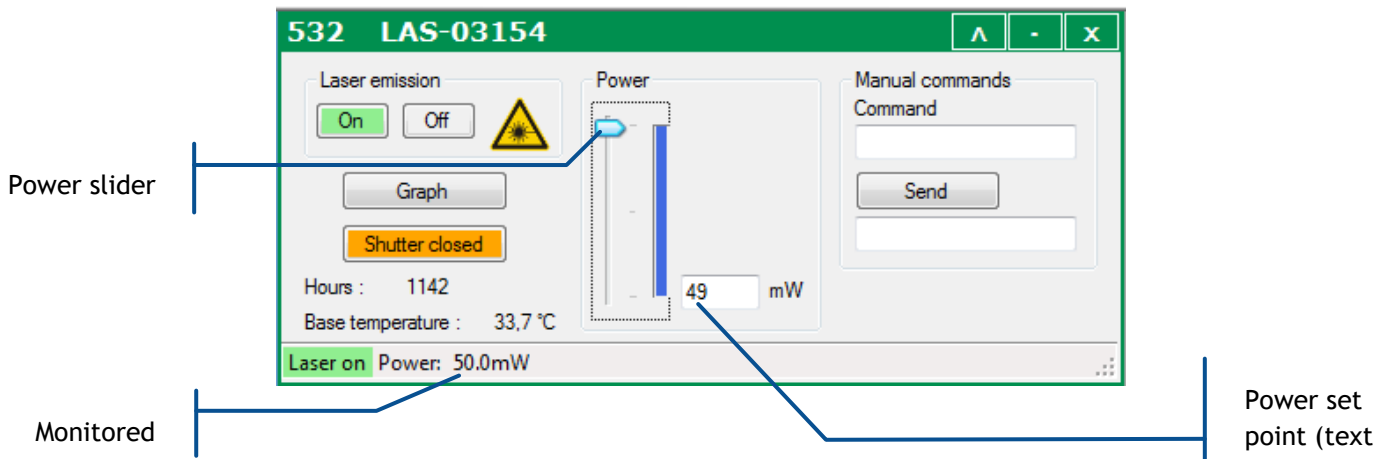 532 LAS-03154
ʌ - x
Laser emission
On Off
Graph
Shutter closed
Hours : 1142
Base temperature : 33,7 °C
Power
49 mW
Manual commands
Command
Send
Laser on Power: 50.0mW
Power slider
Monitored
Power set
point (text